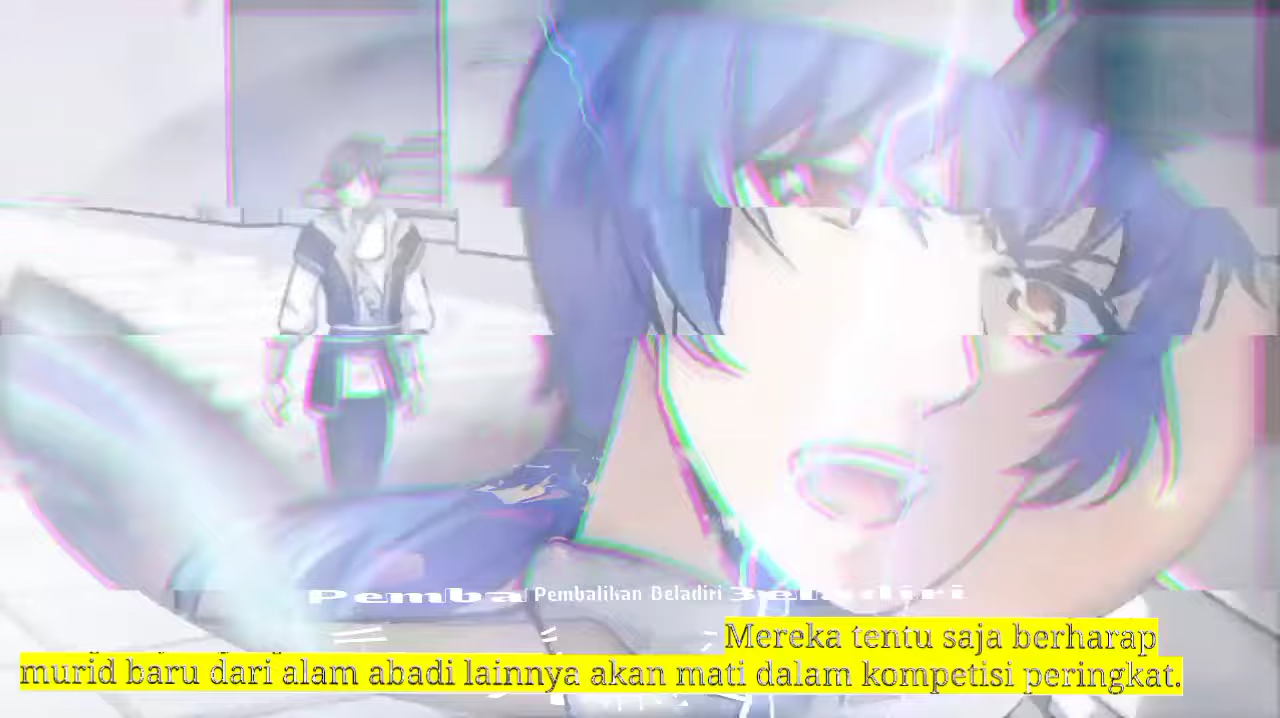 Pembalikan Beladiri
Mereka tentu saja berharap
murid baru dari alam abadi lainnya akan mati dalam kompetisi peringkat.